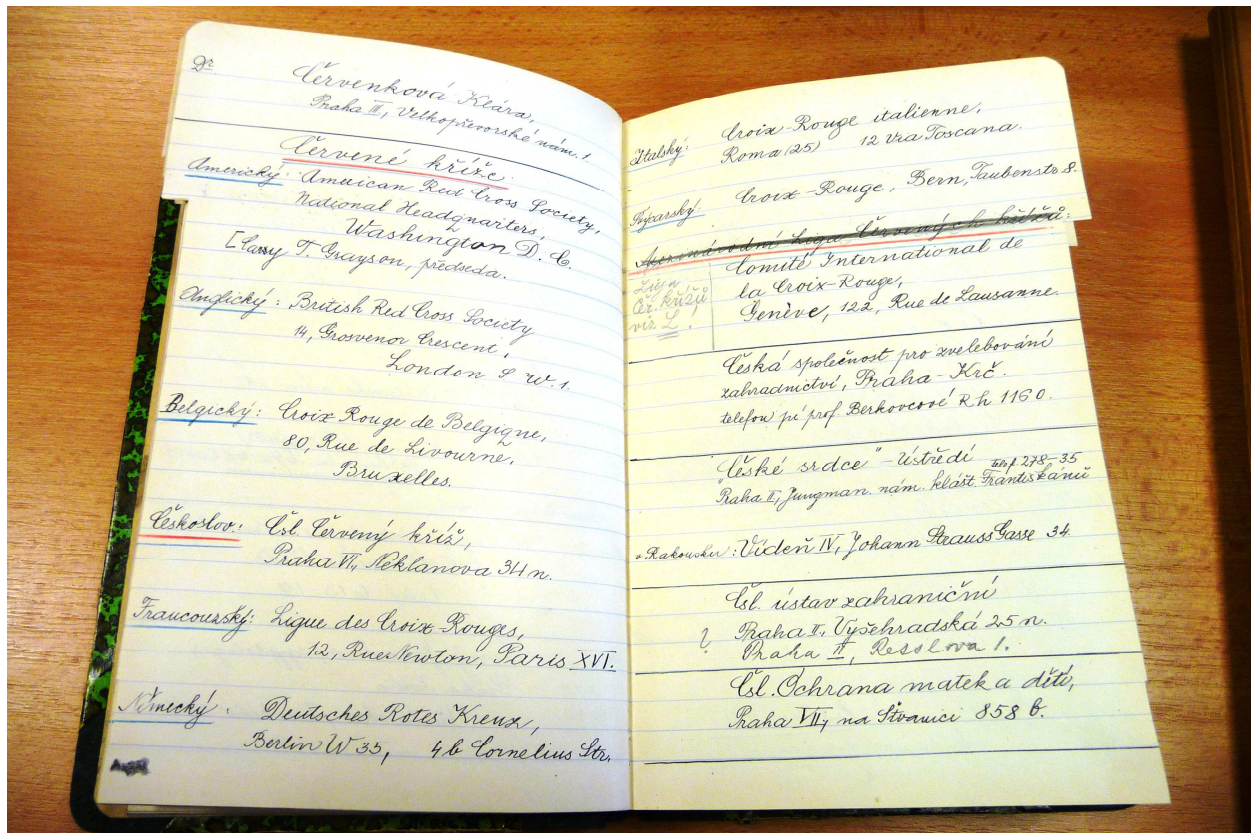 Dr.
Červenková Klára,
Praha III, Velkopřevorské nám. 1.
Červené kříže.
Americký: American Red Cross Society,
National Headquarters,
Washington D. C.
[Cary T. Grayson, předseda.
Anglický: British Red Cross Society
14, Grosvenor Crescent,
London S. W. 1.
Belgický: Croix Rouge de Belgique,
80, Rue de Livourne,
Bruxelles.
Českoslov.: Čsl. Červený kříž,
Praha VI, Neklanova 34 n.
Francouzský: Ligue des Croix-Rouges,
12, Rue Newton, Paris XVI.
Německý: Deutsches Rotes Kreuz,
Berlin W 35, 4b Cornelius Str.
Italský: Croix-Rouge italienne,
Roma (25) 12 Via Toscana.
Švýcarský Croix-Rouge, Bern, Taubenstr. 8.
Mezinárodní Liga Červených křížů:
Comité International de
la Croix-Rouge,
Genève, 122, Rue de Lausanne.
Liga
Čer. křížů
viz L.
Česká společnost pro zvelebování
zahradnictví, Praha - Krč.
telefon pí prof. Berkovcové Rh 1160.
"České srdce" - Ústředí telef. 278-35
Praha II, Jungman. nám. klášt. Františkánů
v Rakousku: Vídeň IV, Johann Strauss Gasse 34.
Čsl. ústav zahraniční
? Praha II, Vyšehradská 25 n.
Praha II, Resslova 1.
Čsl. Ochrana matek a dětí,
Praha VII, na Štvanici 858 b.